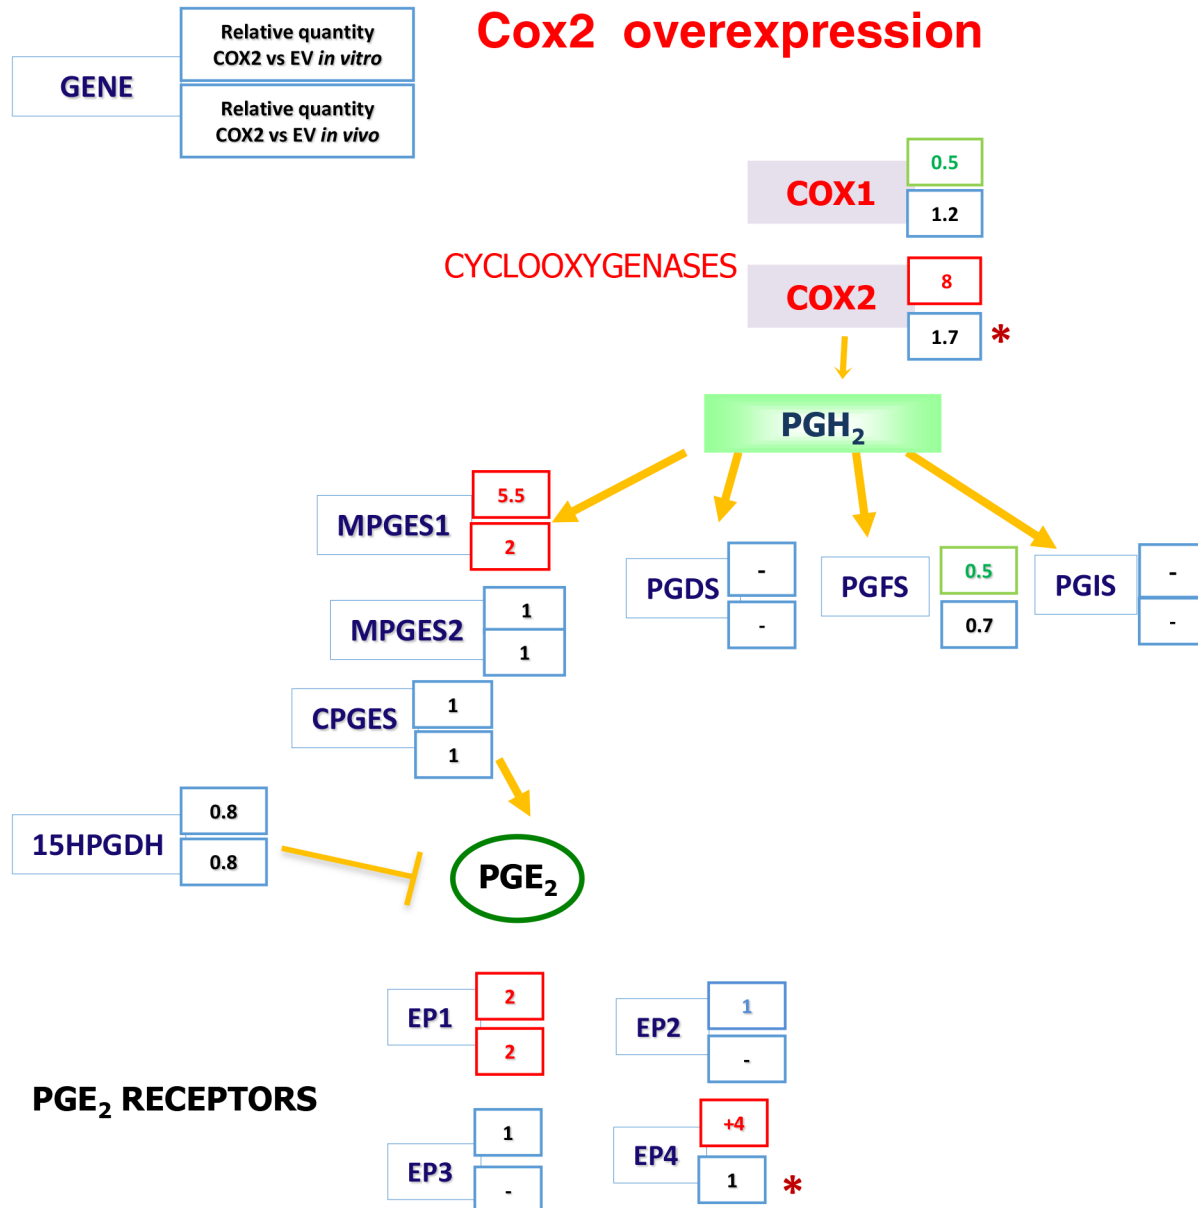 Cox2 overexpression
Relative quantity
COX2 vs EV in vitro
GENE
Relative quantity
COX2 vs EV in vivo
0.5
COX1
1.2
CYCLOOXYGENASES
8
COX2
1.7 *
PGH2
5.5
MPGES1
2
-
PGDS
-
0.5
PGFS
0.7
-
PGIS
-
1
MPGES2
1
1
CPGES
1
0.8
15HPGDH
0.8
PGE2
2
EP1
2
1
EP2
-
PGE2 RECEPTORS
1
EP3
-
+4
EP4
1 *